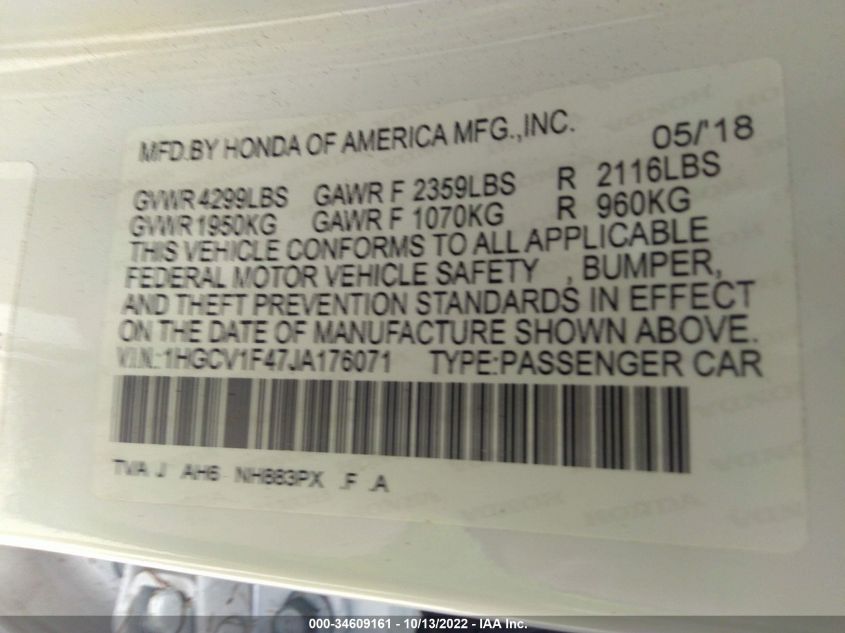 MFD.BY HONDA OF AMERICA MFG.,INC. 05/'18
GVWR 4299LBS GAWR F 2359LBS R 2116LBS
GVWR 1950KG GAWR F 1070KG R 960KG
THIS VEHICLE CONFORMS TO ALL APPLICABLE
FEDERAL MOTOR VEHICLE SAFETY , BUMPER,
AND THEFT PREVENTION STANDARDS IN EFFECT
ON THE DATE OF MANUFACTURE SHOWN ABOVE.
V.I.N.:1HGCV1F47JA176071 TYPE:PASSENGER CAR
TVA J AH6 NH883PX .F .A
000-34609161 - 10/13/2022 - IAA Inc.